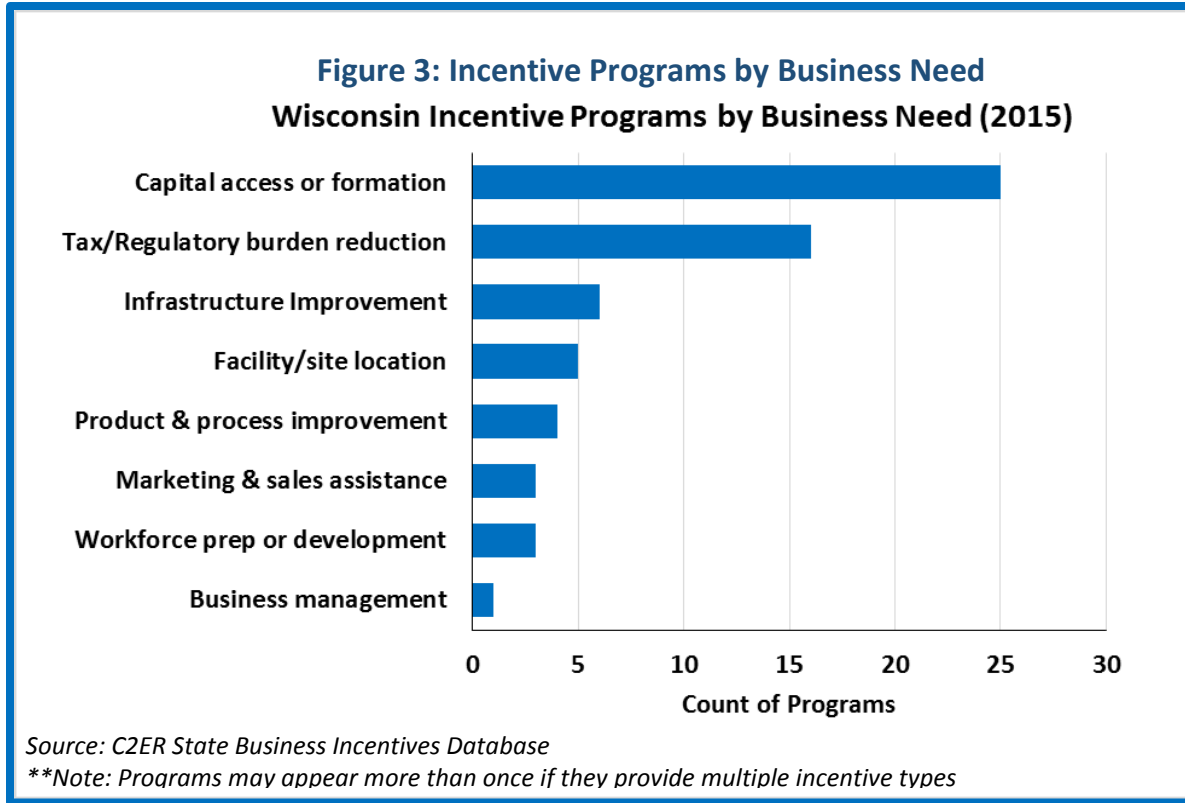 Figure 3: Incentive Programs by Business Need
Wisconsin Incentive Programs by Business Need (2015)
Capital access or formation
Tax/Regulatory burden reduction
Infrastructure Improvement
Facility/site location
Product & process improvement
Marketing & sales assistance
Workforce prep or development
Business management
0 5 10 15 20 25 30
Count of Programs
Source: C2ER State Business Incentives Database
**Note: Programs may appear more than once if they provide multiple incentive types